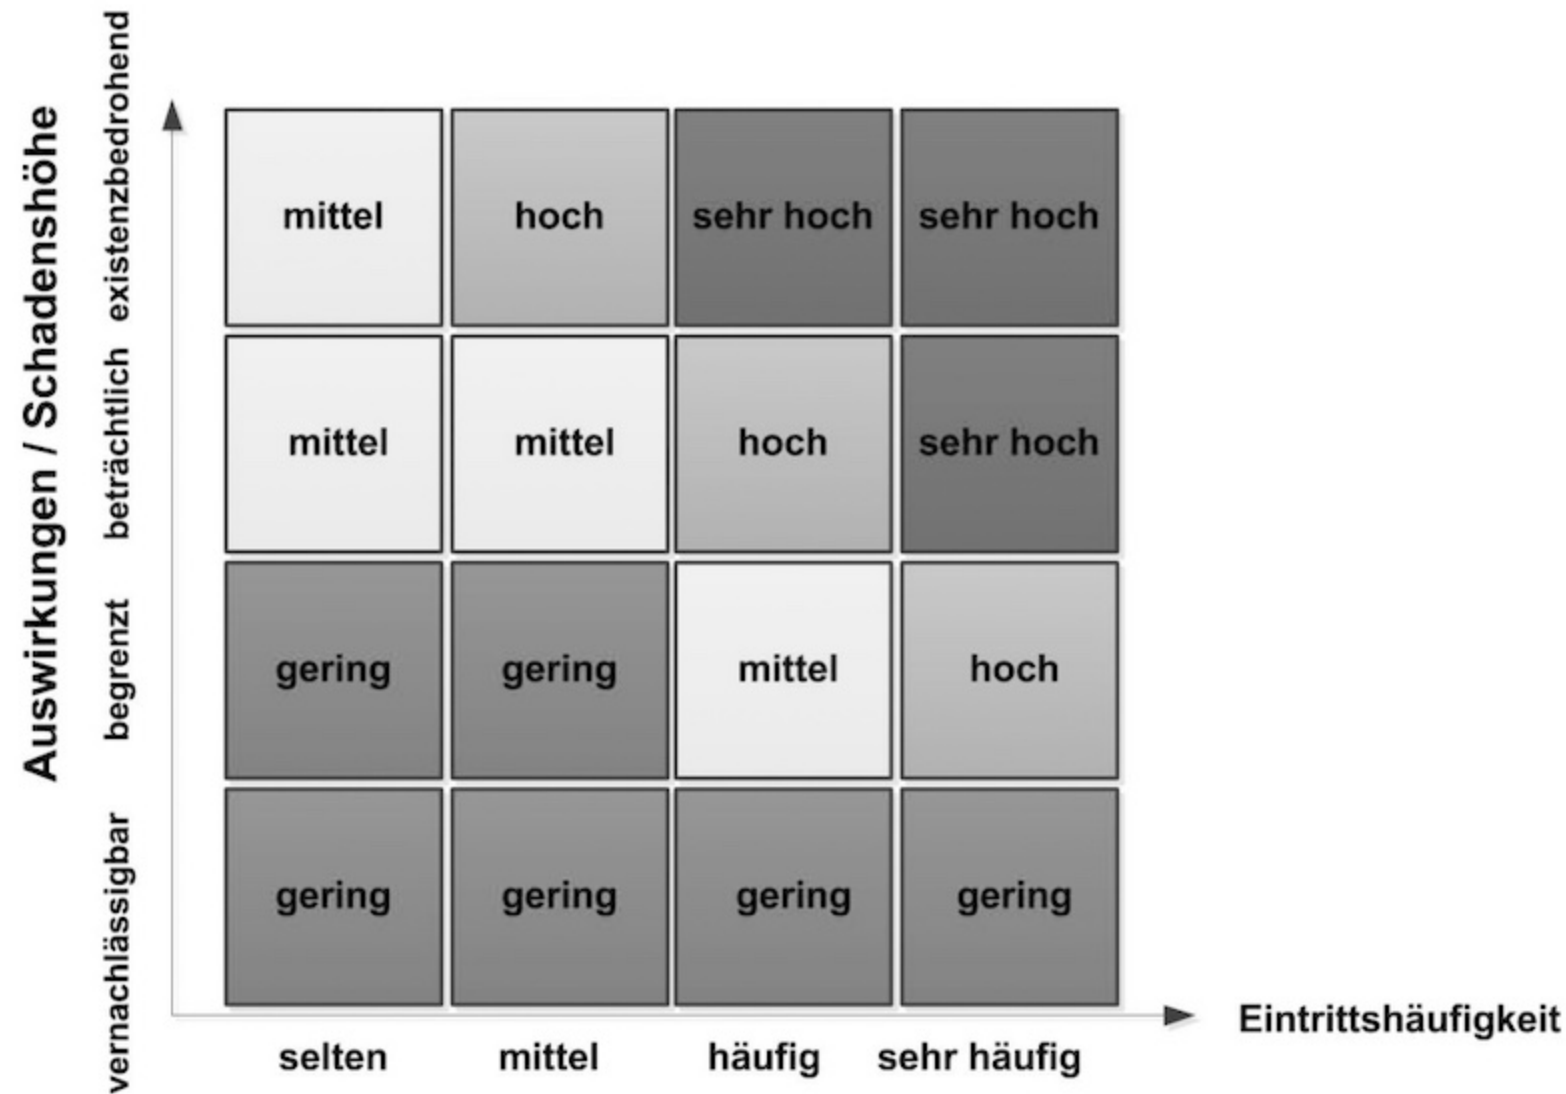 Auswirkungen / Schadenshöhe
existenzbedrohend
mittel hoch sehr hoch sehr hoch
beträchtlich
mittel mittel hoch sehr hoch
begrenzt
gering gering mittel hoch
vernachlässigbar
gering gering gering gering
selten mittel häufig sehr häufig
Eintrittshäufigkeit